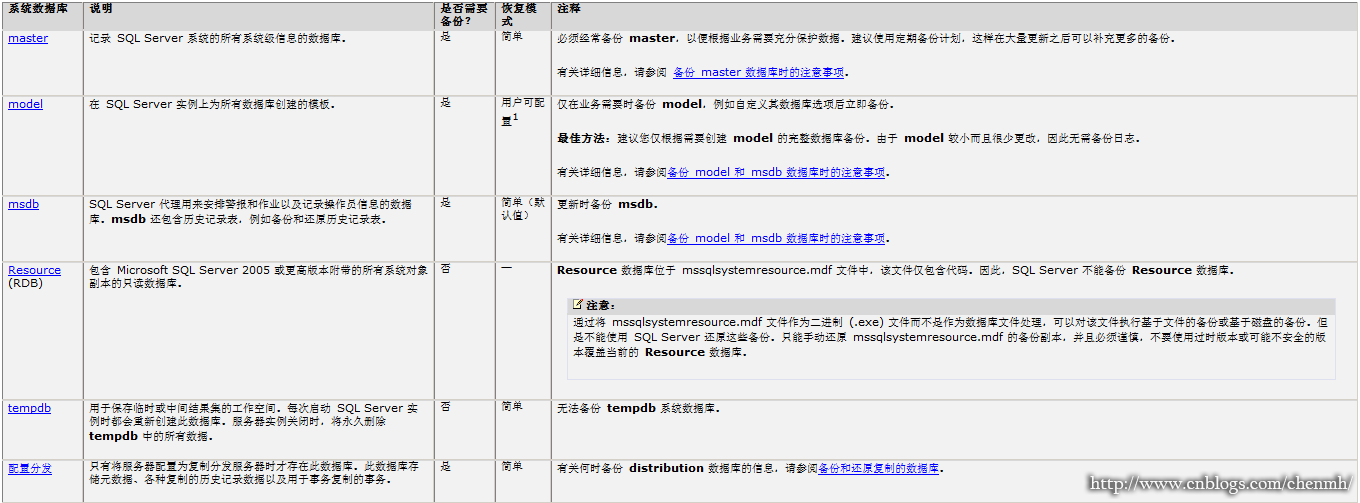 系统数据库 说明 是否需要备份? 恢复模式 注释
master 记录 SQL Server 系统的所有系统级信息的数据库。 是 简单 必须经常备份 master，以便根据业务需要充分保护数据。建议使用定期备份计划，这样在大量更新之后可以补充更多的备份。
有关详细信息，请参阅 备份 master 数据库时的注意事项。
model 在 SQL Server 实例上为所有数据库创建的模板。 是 用户可配置1 仅在业务需要时备份 model，例如自定义其数据库选项后立即备份。
最佳方法：建议您仅根据需要创建 model 的完整数据库备份。由于 model 较小而且很少更改，因此无需备份日志。
有关详细信息，请参阅备份 model 和 msdb 数据库时的注意事项。
msdb SQL Server 代理用来安排警报和作业以及记录操作员信息的数据
库。msdb 还包含历史记录表，例如备份和还原历史记录表。 是 简单（默认值） 更新时备份 msdb。
有关详细信息，请参阅备份 model 和 msdb 数据库时的注意事项。
Resource
(RDB) 包含 Microsoft SQL Server 2005 或更高版本附带的所有系统对象
副本的只读数据库。 否 — Resource 数据库位于 mssqlsystemresource.mdf 文件中，该文件仅包含代码。因此，SQL Server 不能备份 Resource 数据库。
注意：
通过将 mssqlsystemresource.mdf 文件作为二进制 (.exe) 文件而不是作为数据库文件处理，可以对该文件执行基于文件的备份或基于磁盘的备份。但
是不能使用 SQL Server 还原这些备份。只能手动还原 mssqlsystemresource.mdf 的备份副本，并且必须谨慎，不要使用过时版本或可能不安全的版
本覆盖当前的 Resource 数据库。
tempdb 用于保存临时或中间结果集的工作空间。每次启动 SQL Server 实
例时都会重新创建此数据库。服务器实例关闭时，将永久删除
tempdb 中的所有数据。 否 简单 无法备份 tempdb 系统数据库。
配置分发 只有将服务器配置为复制分发服务器时才存在此数据库。此数据库存
储元数据、各种复制的历史记录数据以及用于事务复制的事务。 是 简单 有关何时备份 distribution 数据库的信息，请参阅备份和还原复制的数据库。
http://www.cnblogs.com/chenmh/